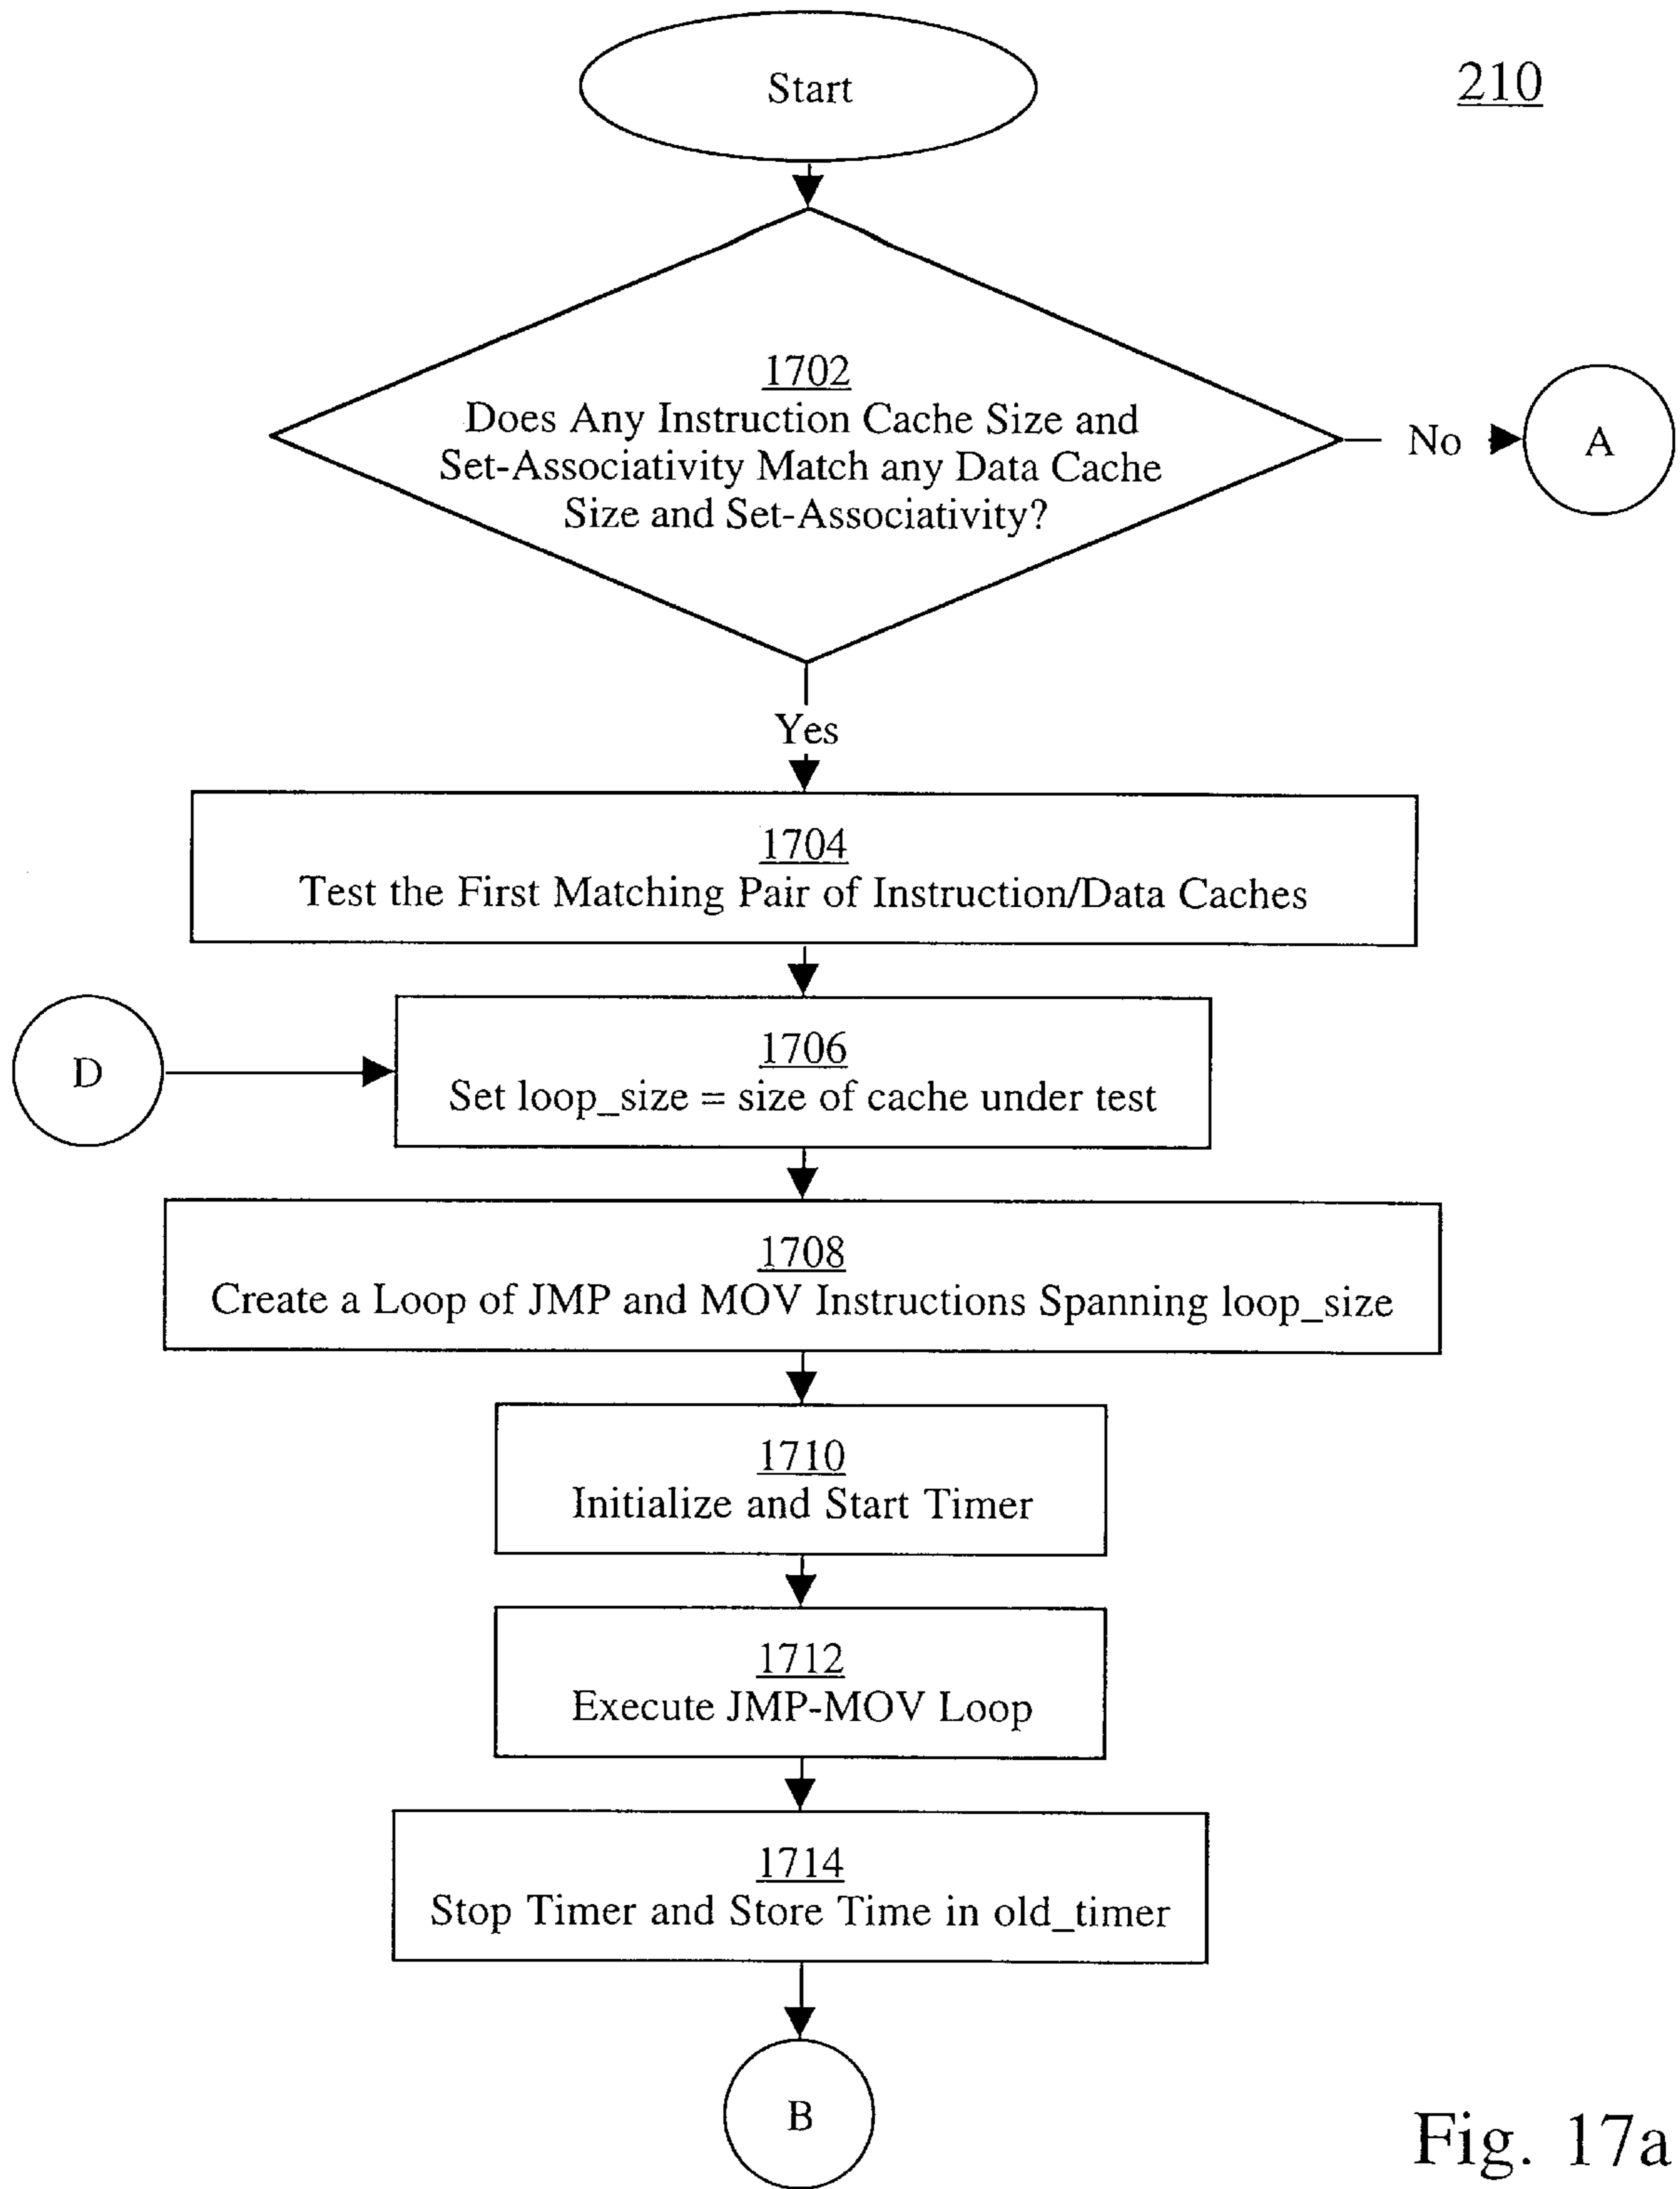 Start
210
1702
Does Any Instruction Cache Size and
Set-Associativity Match any Data Cache
Size and Set-Associativity?
No
A
Yes
1704
Test the First Matching Pair of Instruction/Data Caches
D
1706
Set loop_size = size of cache under test
1708
Create a Loop of JMP and MOV Instructions Spanning loop_size
1710
Initialize and Start Timer
1712
Execute JMP-MOV Loop
1714
Stop Timer and Store Time in old_timer
B
Fig. 17a